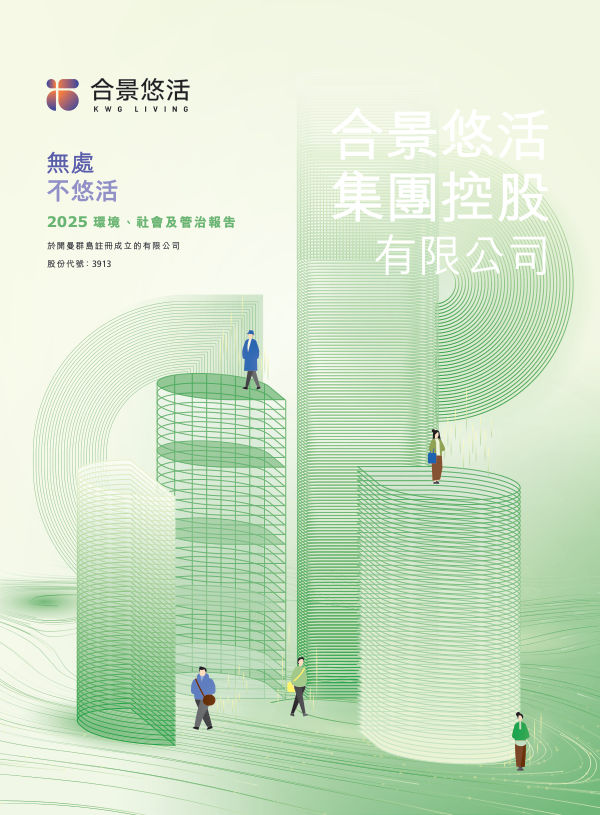 合景悠活
KWG LIVING
合景悠活
集團控股
有限公司
無處
不悠活
2025 環境、社會及管治報告
於開曼群島註冊成立的有限公司
股份代號：3913